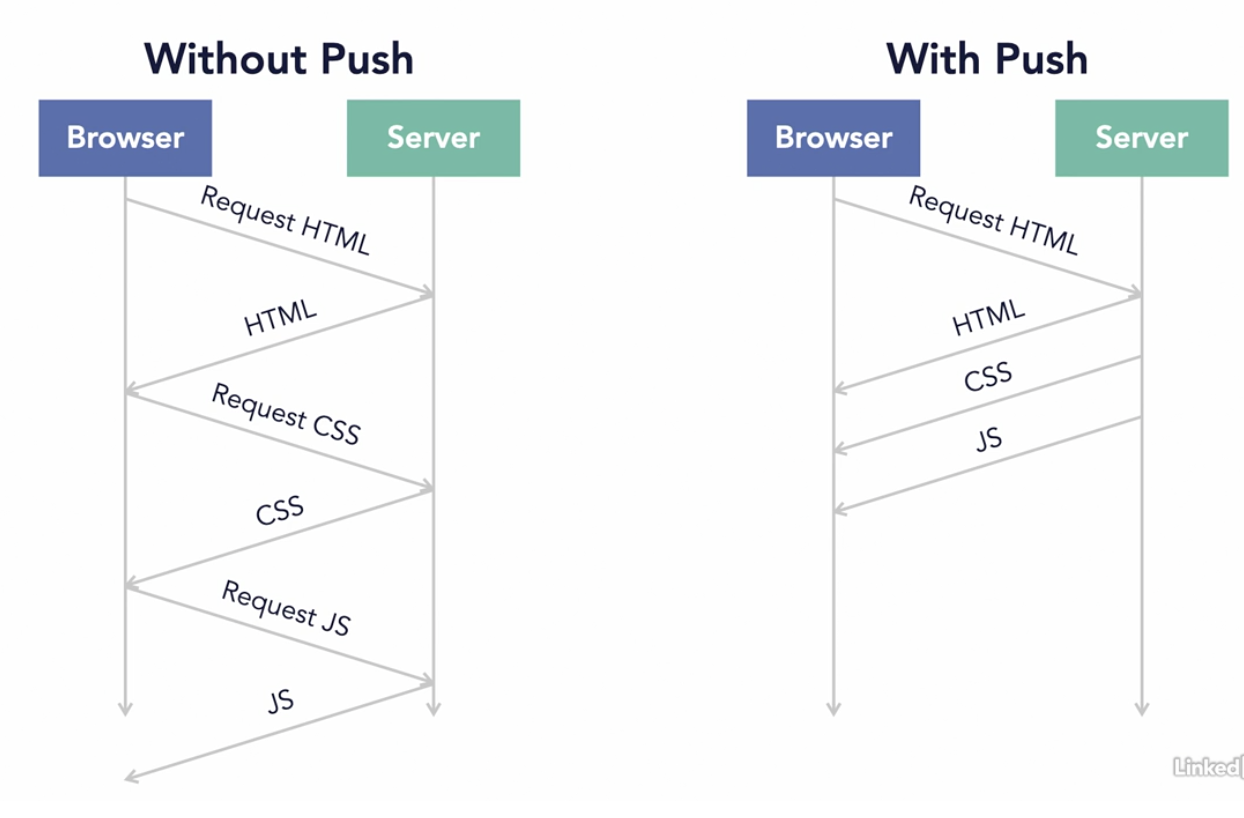 Without Push
Browser
Server
Request HTML
HTML
Request CSS
CSS
Request JS
JS
With Push
Browser
Server
Request HTML
HTML
CSS
JS
Linked